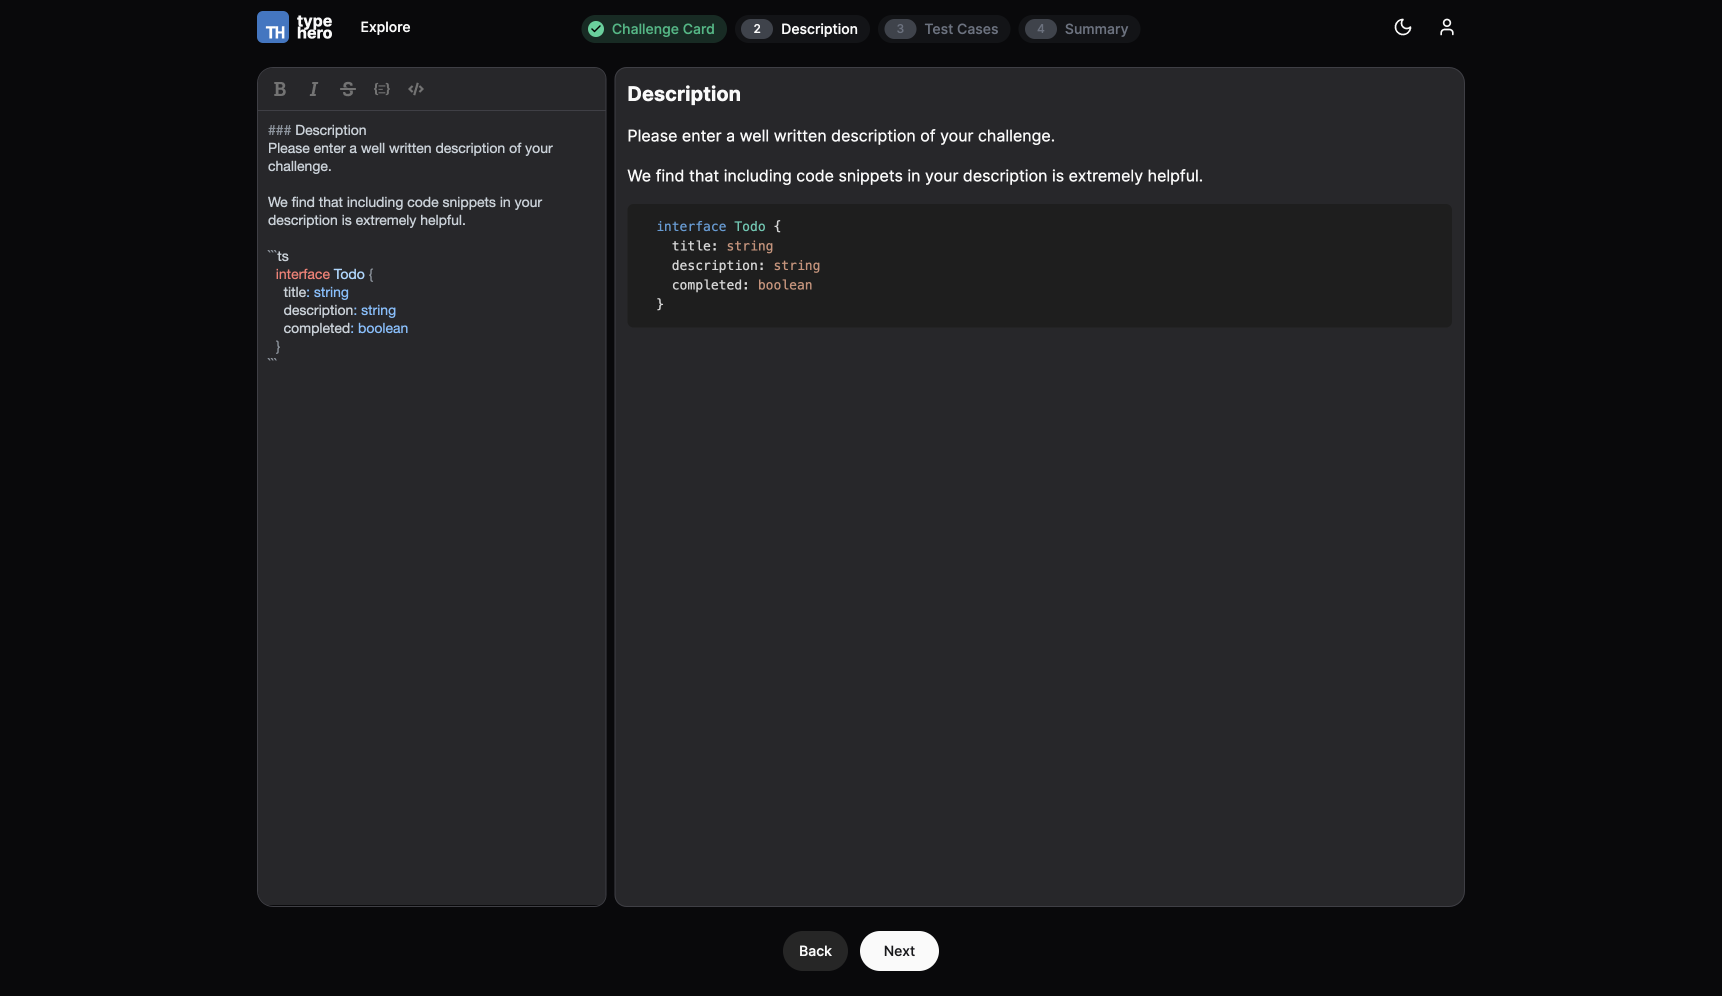 TH type hero
Explore
Challenge Card
2 Description
3 Test Cases
4 Summary
B I S {=} </>
### Description
Please enter a well written description of your
challenge.
We find that including code snippets in your
description is extremely helpful.
```ts
interface Todo {
title: string
description: string
completed: boolean
}
```
Description
Please enter a well written description of your challenge.
We find that including code snippets in your description is extremely helpful.
interface Todo {
title: string
description: string
completed: boolean
}
Back
Next